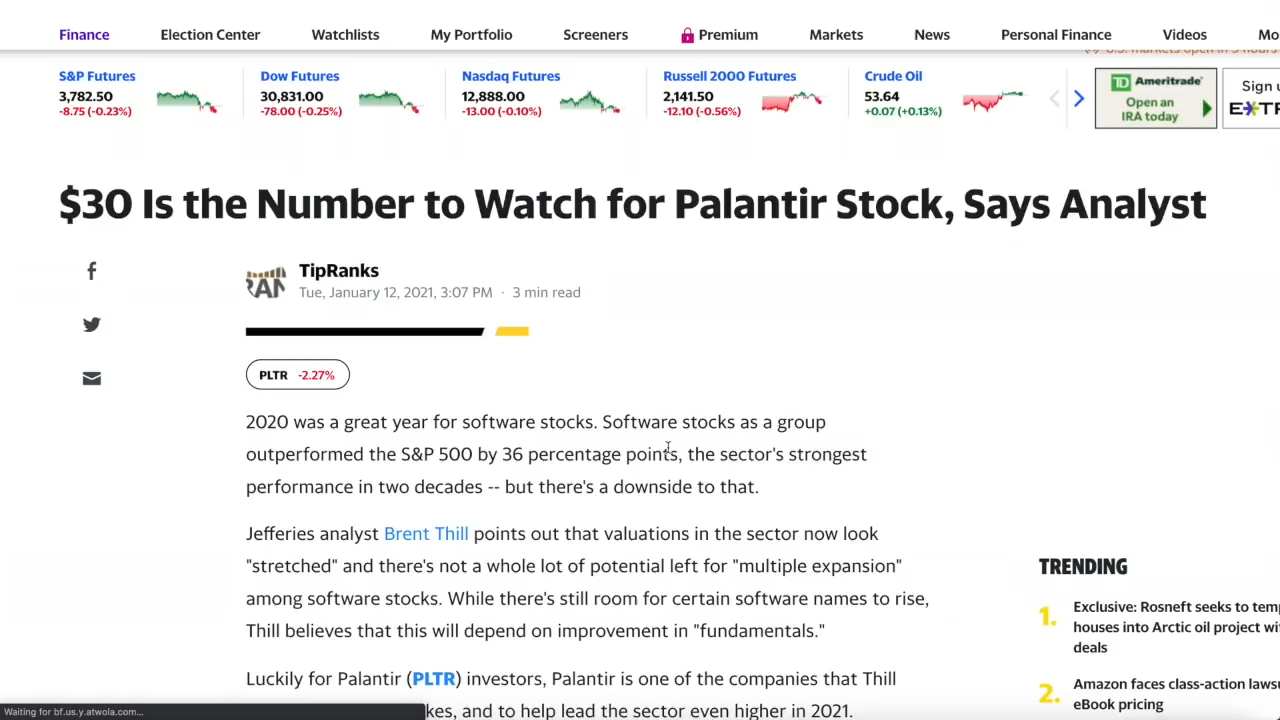 Finance Election Center Watchlists My Portfolio Screeners Premium Markets News Personal Finance Videos Mo
S&P Futures Dow Futures Nasdaq Futures Russell 2000 Futures Crude Oil
3,782.50 30,831.00 12,888.00 2,141.50 53.64
-8.75 (-0.23%) -78.00 (-0.25%) -13.00 (-0.10%) -12.10 (-0.56%) +0.07 (+0.13%)
TD Ameritrade
Open an
IRA today
Sign u
$30 Is the Number to Watch for Palantir Stock, Says Analyst
TipRanks
Tue, January 12, 2021, 3:07 PM · 3 min read
PLTR -2.27%
2020 was a great year for software stocks. Software stocks as a group
outperformed the S&P 500 by 36 percentage points, the sector's strongest
performance in two decades -- but there's a downside to that.
Jefferies analyst Brent Thill points out that valuations in the sector now look
"stretched" and there's not a whole lot of potential left for "multiple expansion"
among software stocks. While there's still room for certain software names to rise,
Thill believes that this will depend on improvement in "fundamentals."
Luckily for Palantir (PLTR) investors, Palantir is one of the companies that Thill
kes, and to help lead the sector even higher in 2021.
TRENDING
1. Exclusive: Rosneft seeks to temp
houses into Arctic oil project wi
deals
2. Amazon faces class-action lawsu
eBook pricing
Waiting for bf.us.y.atwola.com...